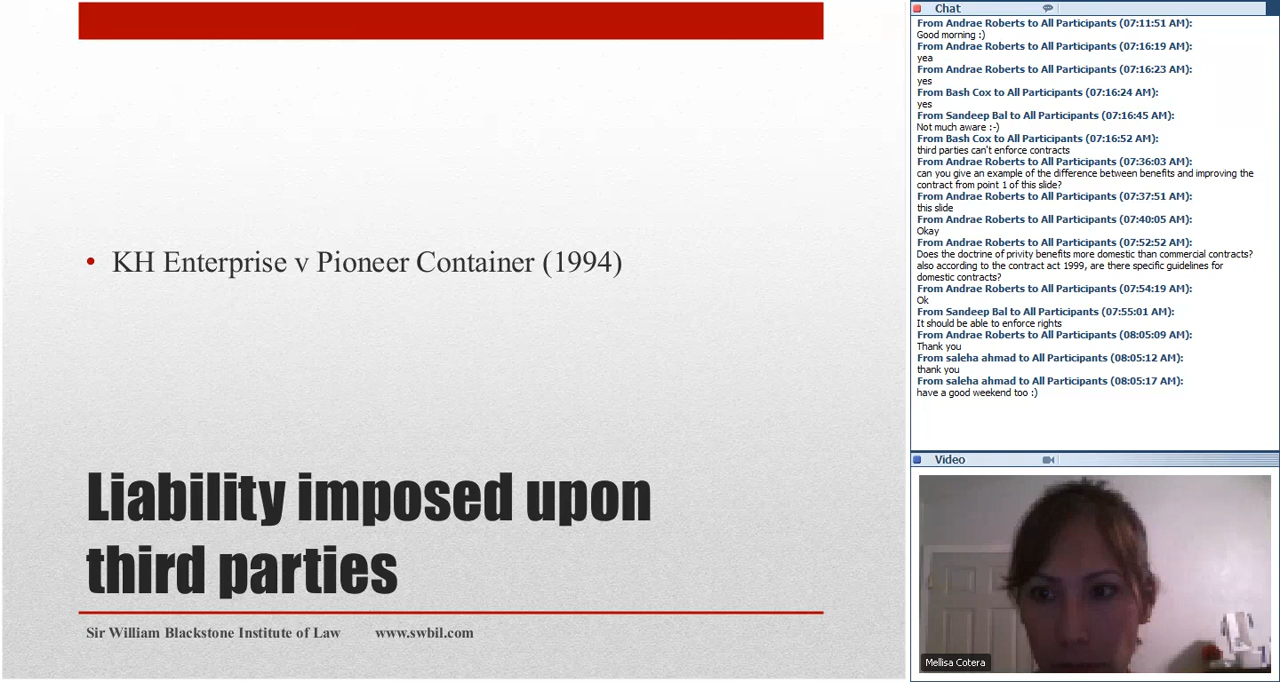 • KH Enterprise v Pioneer Container (1994)
Liability imposed upon
third parties
Sir William Blackstone Institute of Law www.swbil.com
Chat
From Andrae Roberts to All Participants (07:11:51 AM):
Good morning :)
From Andrae Roberts to All Participants (07:16:19 AM):
yea
From Andrae Roberts to All Participants (07:16:23 AM):
yes
From Bash Cox to All Participants (07:16:24 AM):
yes
From Sandeep Bal to All Participants (07:16:45 AM):
Not much aware :-)
From Bash Cox to All Participants (07:16:52 AM):
third parties can't enforce contracts
From Andrae Roberts to All Participants (07:36:03 AM):
can you give an example of the difference between benefits and improving the
contract from point 1 of this slide?
From Andrae Roberts to All Participants (07:37:51 AM):
this slide
From Andrae Roberts to All Participants (07:40:05 AM):
Okay
From Andrae Roberts to All Participants (07:52:52 AM):
Does the doctrine of privity benefits more domestic than commercial contracts?
also according to the contract act 1999, are there specific guidelines for
domestic contracts?
From Andrae Roberts to All Participants (07:54:19 AM):
Ok
From Sandeep Bal to All Participants (07:55:01 AM):
It should be able to enforce rights
From Andrae Roberts to All Participants (08:05:09 AM):
Thank you
From saleha ahmad to All Participants (08:05:12 AM):
thank you
From saleha ahmad to All Participants (08:05:17 AM):
have a good weekend too :)
Video
Mellisa Cotera